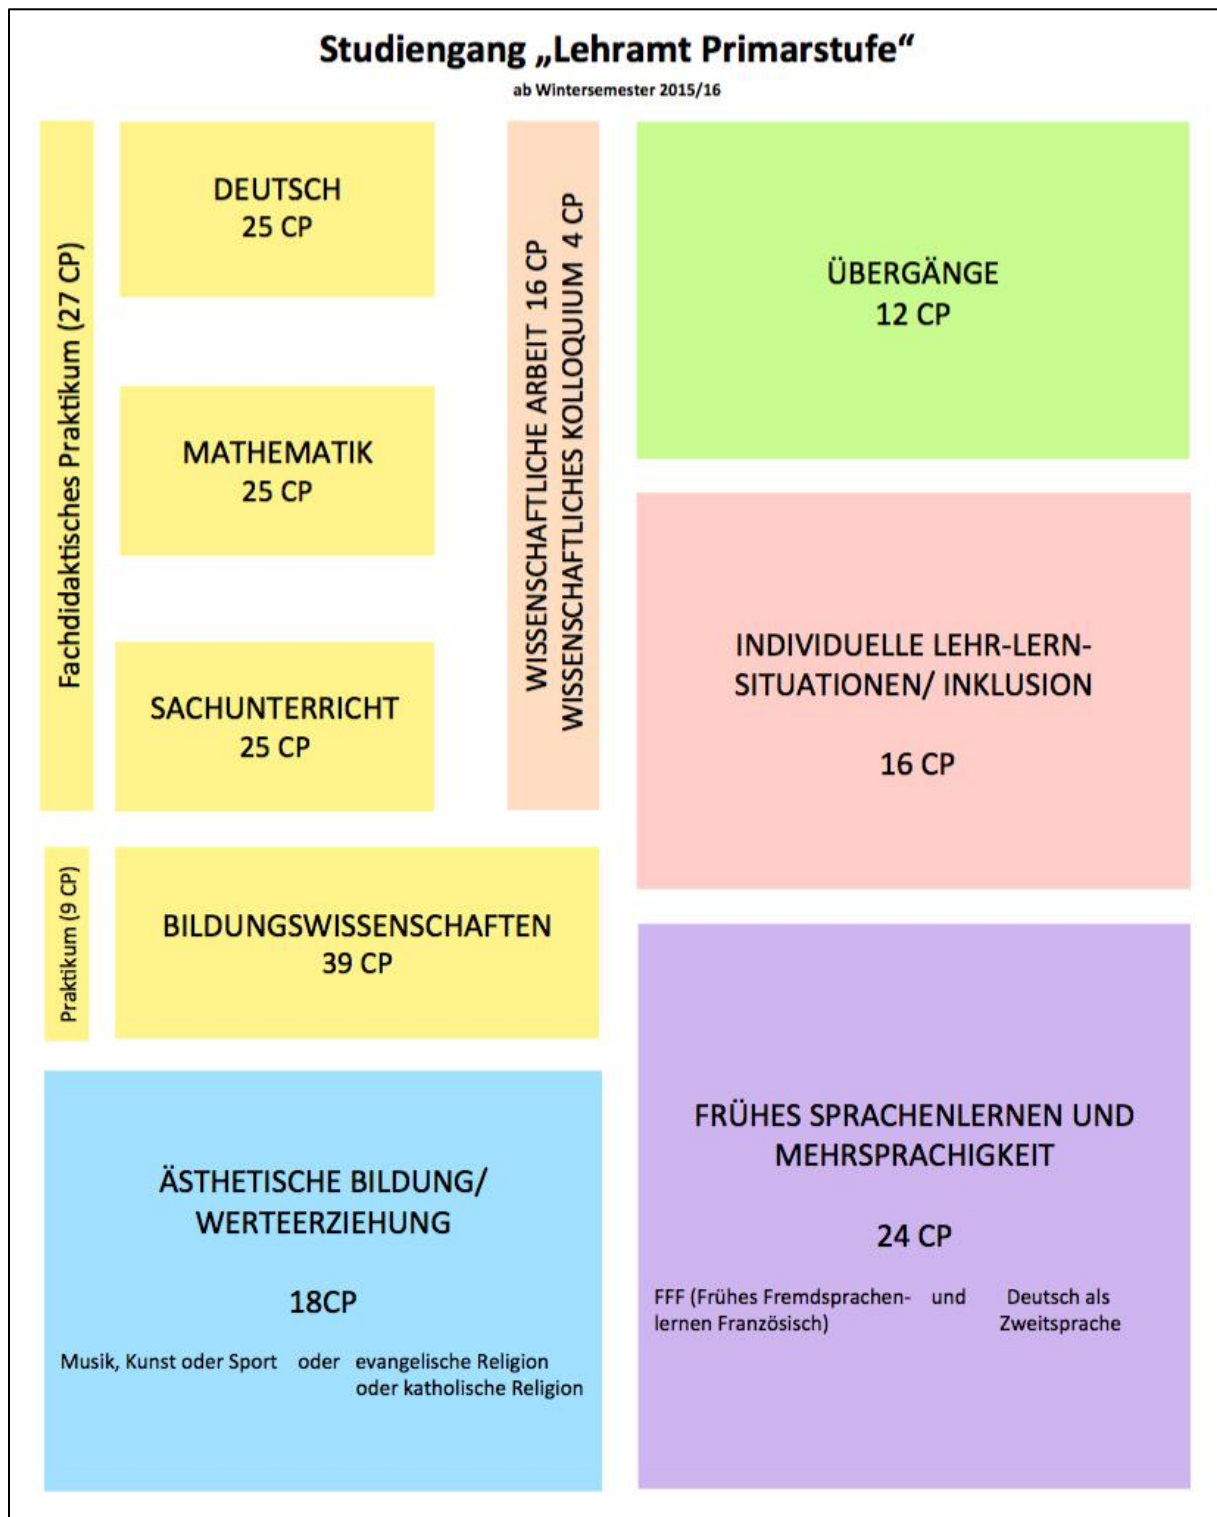 Studiengang „Lehramt Primarstufe“
ab Wintersemester 2015/16
Fachdidaktisches Praktikum (27 CP)
DEUTSCH
25 CP
MATHEMATIK
25 CP
SACHUNTERRICHT
25 CP
WISSENSCHAFTLICHE ARBEIT 16 CP
WISSENSCHAFTLICHES KOLLOQUIUM 4 CP
Praktikum (9 CP)
BILDUNGSWISSENSCHAFTEN
39 CP
ÄSTHETISCHE BILDUNG/
WERTEERZIEHUNG
18CP
Musik, Kunst oder Sport oder evangelische Religion
oder katholische Religion
ÜBERGÄNGE
12 CP
INDIVIDUELLE LEHR-LERN-
SITUATIONEN/ INKLUSION
16 CP
FRÜHES SPRACHENLERNEN UND
MEHRSPRACHIGKEIT
24 CP
FFF (Frühes Fremdsprachen- und Deutsch als
lernen Französisch) Zweitsprache